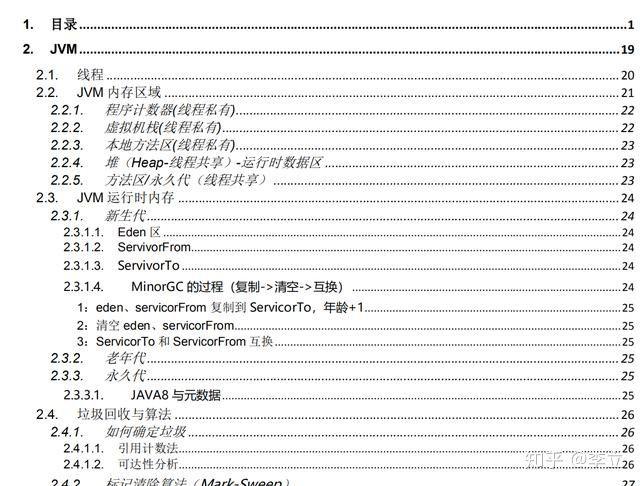 1. 目录 1
2. JVM 19
2.1. 线程 20
2.2. JVM 内存区域 21
2.2.1. 程序计数器(线程私有) 22
2.2.2. 虚拟机栈(线程私有) 22
2.2.3. 本地方法区(线程私有) 23
2.2.4. 堆（Heap-线程共享）-运行时数据区 23
2.2.5. 方法区/永久代（线程共享） 23
2.3. JVM 运行时内存 24
2.3.1. 新生代 24
2.3.1.1. Eden 区 24
2.3.1.2. ServivorFrom 24
2.3.1.3. ServivorTo 24
2.3.1.4. MinorGC 的过程（复制->清空->互换） 24
1：eden、servicorFrom 复制到 ServicorTo，年龄+1 25
2：清空 eden、servicorFrom 25
3：ServicorTo 和 ServicorFrom 互换 25
2.3.2. 老年代 25
2.3.3. 永久代 25
2.3.3.1. JAVA8 与元数据 25
2.4. 垃圾回收与算法 26
2.4.1. 如何确定垃圾 26
2.4.1.1. 引用计数法 26
2.4.1.2. 可达性分析 26
2.4.2. 标记清除算法（Mark-Sweep） 27
知乎 @李立